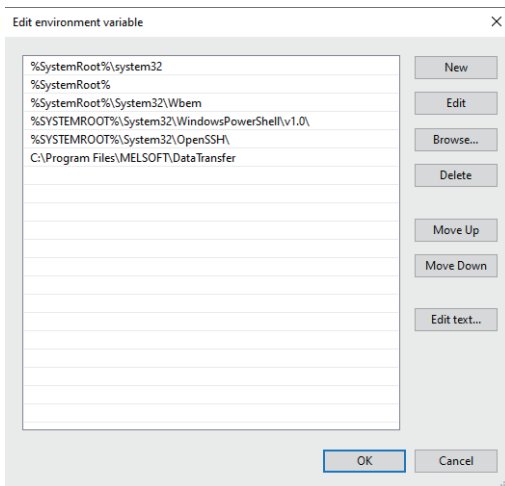 Edit environment variable
%SystemRoot%\system32
%SystemRoot%
%SystemRoot%\System32\Wbem
%SYSTEMROOT%\System32\WindowsPowerShell\v1.0\
%SYSTEMROOT%\System32\OpenSSH\
C:\Program Files\MELSOFT\DataTransfer
New
Edit
Browse...
Delete
Move Up
Move Down
Edit text...
OK
Cancel